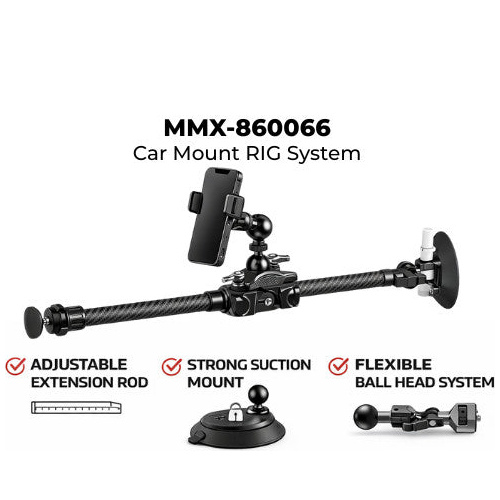 MMX-860066
Car Mount RIG System
ADJUSTABLE
EXTENSION ROD
STRONG SUCTION
MOUNT
FLEXIBLE
BALL HEAD SYSTEM